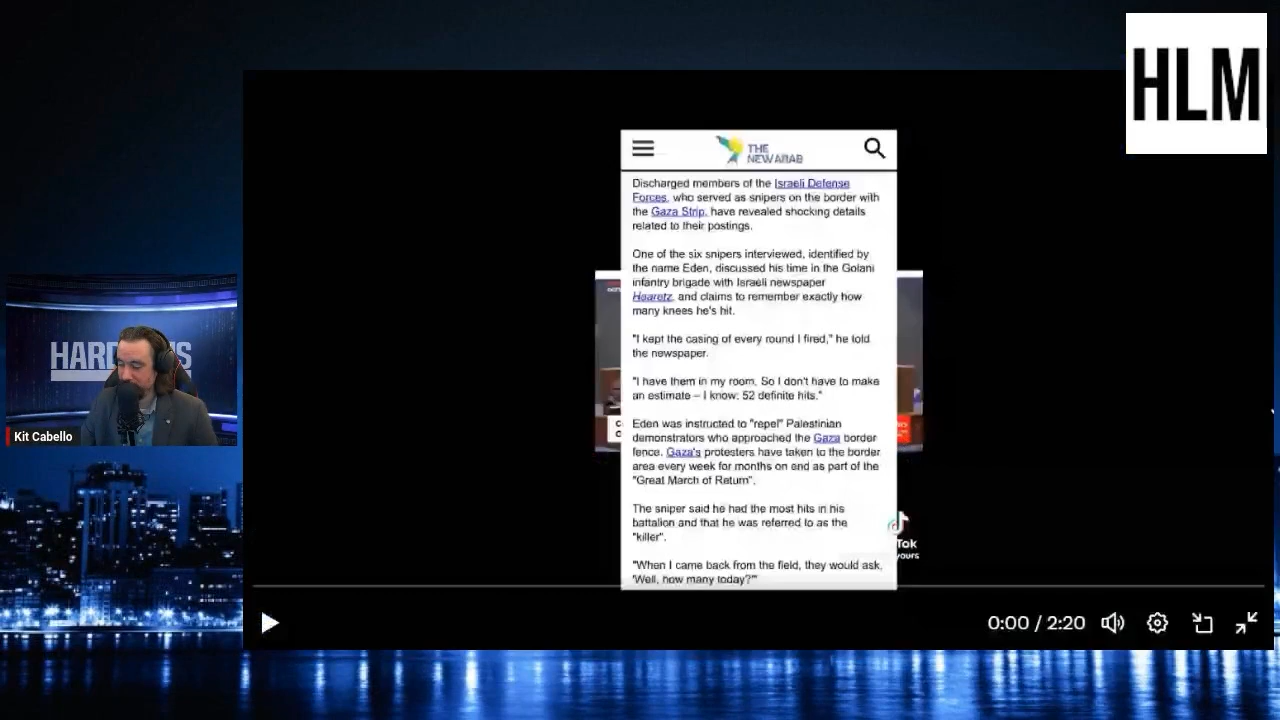 HLM
THE
NEW ARAB
Discharged members of the Israeli Defense
Forces, who served as snipers on the border with
the Gaza Strip, have revealed shocking details
related to their postings.
One of the six snipers interviewed, identified by
the name Eden, discussed his time in the Golani
infantry brigade with Israeli newspaper
Haaretz, and claims to remember exactly how
many knees he's hit.
"I kept the casing of every round I fired," he told
the newspaper.
"I have them in my room. So I don't have to make
an estimate – I know: 52 definite hits."
Eden was instructed to "repel" Palestinian
demonstrators who approached the Gaza border
fence. Gaza's protesters have taken to the border
area every week for months on end as part of the
"Great March of Return".
The sniper said he had the most hits in his
battalion and that he was referred to as the
"killer".
"When I came back from the field, they would ask,
'Well, how many today?'"
Tok
Kit Cabello
0:00 / 2:20